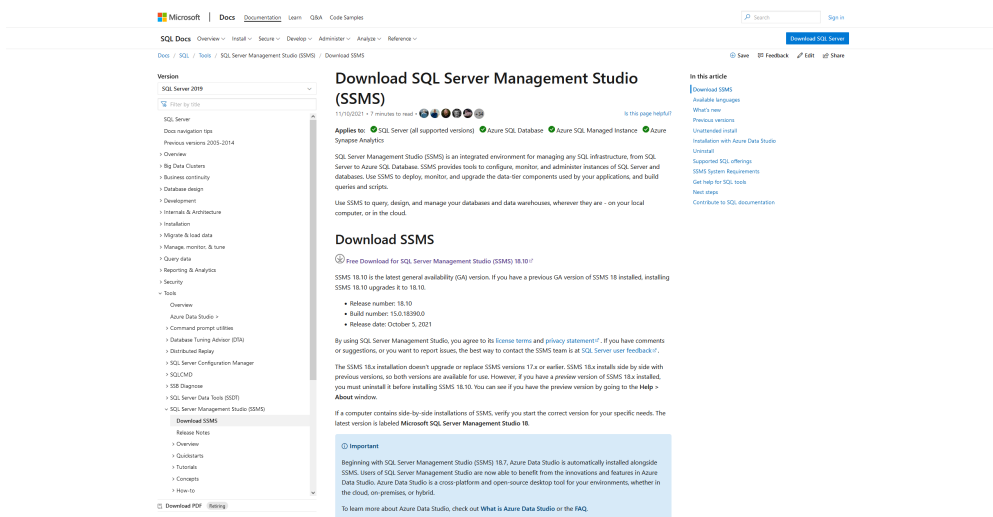 Microsoft Docs Documentation Learn Q&A Code Samples Search Sign in
SQL Docs Overview Install Secure Develop Administer Analyze Reference Download SQL Server
Docs / SQL / Tools / SQL Server Management Studio (SSMS) / Download SSMS Save Feedback Edit Share
Version
SQL Server 2019
Filter by title
SQL Server
Docs navigation tips
Previous versions 2005-2014
Overview
Big Data Clusters
Business continuity
Database design
Development
Internals & Architecture
Installation
Migrate & load data
Manage, monitor, & tune
Query data
Reporting & Analytics
Security
Tools
Overview
Azure Data Studio >
Command prompt utilities
Database Tuning Advisor (DTA)
Distributed Replay
SQL Server Configuration Manager
SQLCMD
SSB Diagnose
SQL Server Data Tools (SSDT)
SQL Server Management Studio (SSMS)
Download SSMS
Release Notes
Overview
Quickstarts
Tutorials
Concepts
How-to
Download PDF
Download SQL Server Management Studio
(SSMS)
11/10/2021 • 7 minutes to read •
Is this page helpful?
Applies to: SQL Server (all supported versions) Azure SQL Database Azure SQL Managed Instance Azure
Synapse Analytics
SQL Server Management Studio (SSMS) is an integrated environment for managing any SQL infrastructure, from SQL
Server to Azure SQL Database. SSMS provides tools to configure, monitor, and administer instances of SQL Server and
databases. Use SSMS to deploy, monitor, and upgrade the data-tier components used by your applications, and build
queries and scripts.
Use SSMS to query, design, and manage your databases and data warehouses, wherever they are - on your local
computer, or in the cloud.
Download SSMS
Free Download for SQL Server Management Studio (SSMS) 18.10
SSMS 18.10 is the latest general availability (GA) version. If you have a previous GA version of SSMS 18 installed, installing
SSMS 18.10 upgrades it to 18.10.
• Release number: 18.10
• Build number: 15.0.18390.0
• Release date: October 5, 2021
By using SQL Server Management Studio, you agree to its license terms and privacy statement. If you have comments
or suggestions, or you want to report issues, the best way to contact the SSMS team is at SQL Server user feedback.
The SSMS 18.x installation doesn't upgrade or replace SSMS versions 17.x or earlier. SSMS 18.x installs side by side with
previous versions, so both versions are available for use. However, if you have a preview version of SSMS 18.x installed,
you must uninstall it before installing SSMS 18.10. You can see if you have the preview version by going to the Help >
About window.
If a computer contains side-by-side installations of SSMS, verify you start the correct version for your specific needs. The
latest version is labeled Microsoft SQL Server Management Studio 18.
Important
Beginning with SQL Server Management Studio (SSMS) 18.7, Azure Data Studio is automatically installed alongside
SSMS. Users of SQL Server Management Studio are now able to benefit from the innovations and features in Azure
Data Studio. Azure Data Studio is a cross-platform and open-source desktop tool for your environments, whether in
the cloud, on-premises, or hybrid.
To learn more about Azure Data Studio, check out What is Azure Data Studio or the FAQ.
In this article
Download SSMS
Available languages
What's new
Previous versions
Unattended install
Installation with Azure Data Studio
Uninstall
Supported SQL offerings
SSMS System Requirements
Get help for SQL tools
Next steps
Contribute to SQL documentation